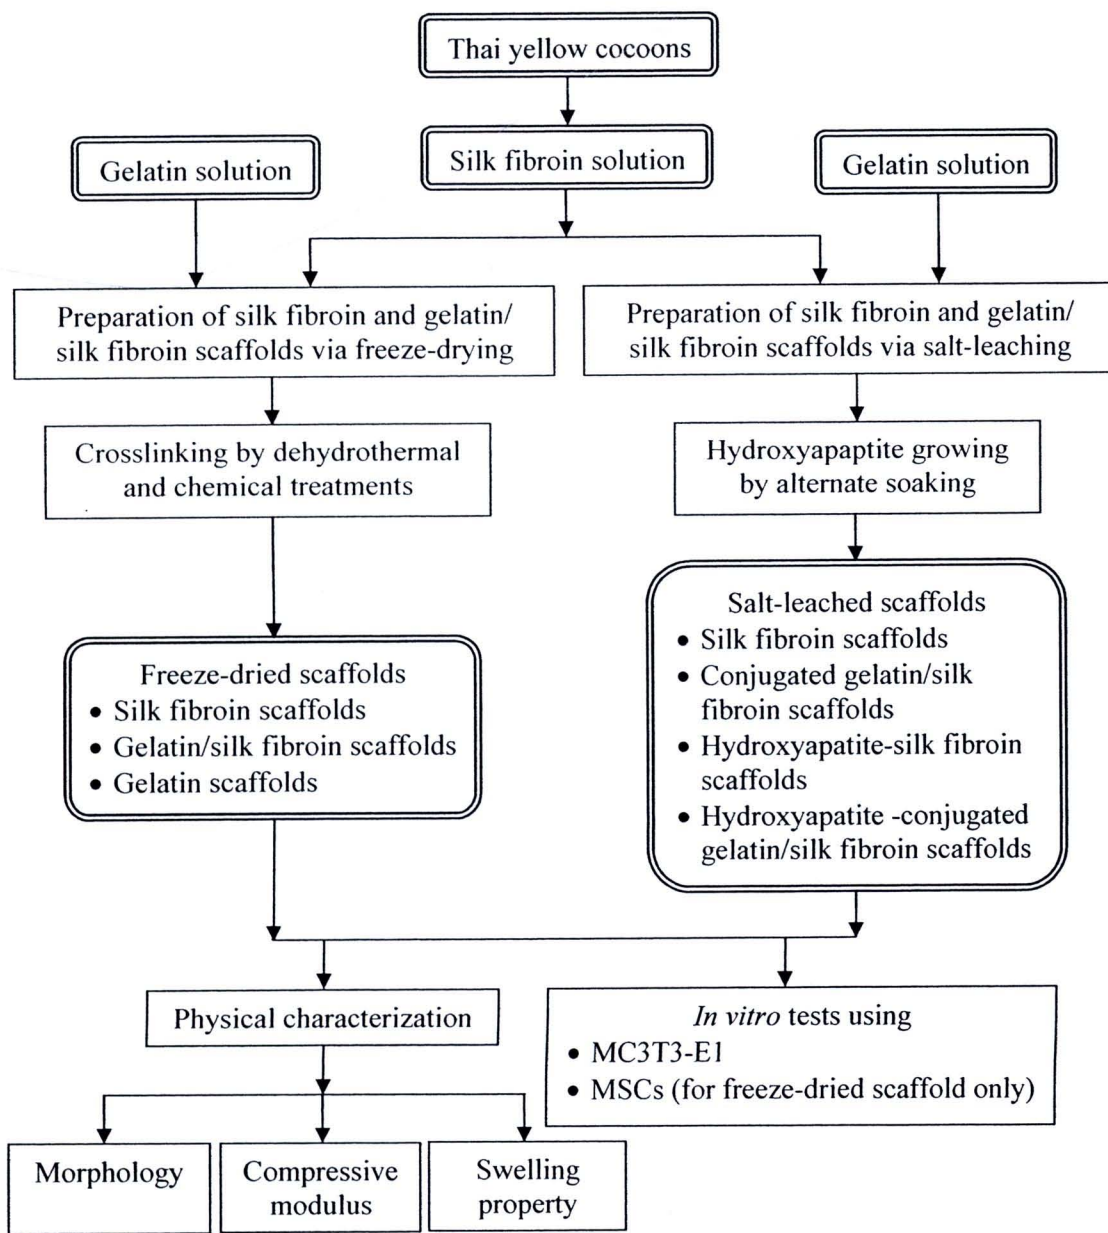 Thai yellow cocoons
Gelatin solution
Silk fibroin solution
Gelatin solution
Preparation of silk fibroin and gelatin/
silk fibroin scaffolds via freeze-drying
Preparation of silk fibroin and gelatin/
silk fibroin scaffolds via salt-leaching
Crosslinking by dehydrothermal
and chemical treatments
Hydroxyapaptite growing
by alternate soaking
Freeze-dried scaffolds
• Silk fibroin scaffolds
• Gelatin/silk fibroin scaffolds
• Gelatin scaffolds
Salt-leached scaffolds
• Silk fibroin scaffolds
• Conjugated gelatin/silk
fibroin scaffolds
• Hydroxyapatite-silk fibroin
scaffolds
• Hydroxyapatite -conjugated
gelatin/silk fibroin scaffolds
Physical characterization
In vitro tests using
• MC3T3-E1
• MSCs (for freeze-dried scaffold only)
Morphology
Compressive
modulus
Swelling
property